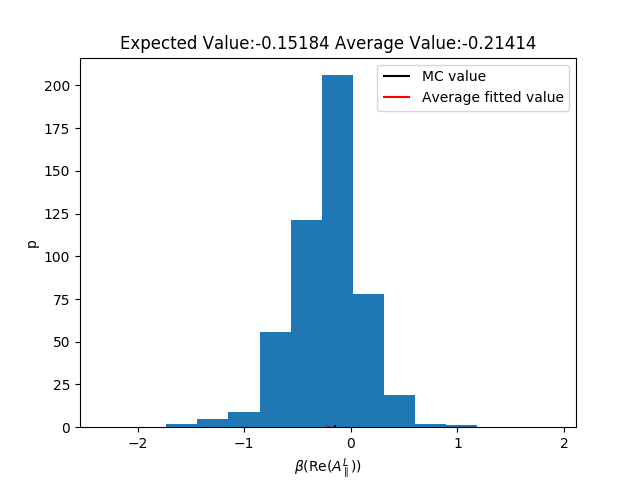 Expected Value:-0.15184 Average Value:-0.21414
MC value
Average fitted value
200
175
150
125
100
75
50
25
0
p
−2 −1 0 1 2
β(Re(A^L_∥))